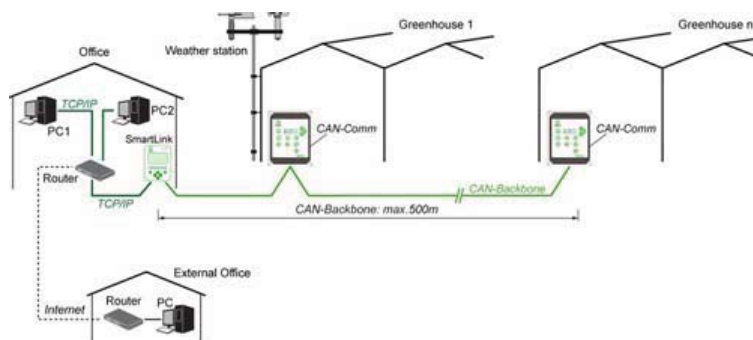 Greenhouse 1
Greenhouse n
Weather station
Office
TCP/IP
PC1
PC2
SmartLink
CAN-Comm
CAN-Comm
Router
TCP/IP
CAN-Backbone
CAN-Backbone: max.500m
External Office
Internet
Router
PC